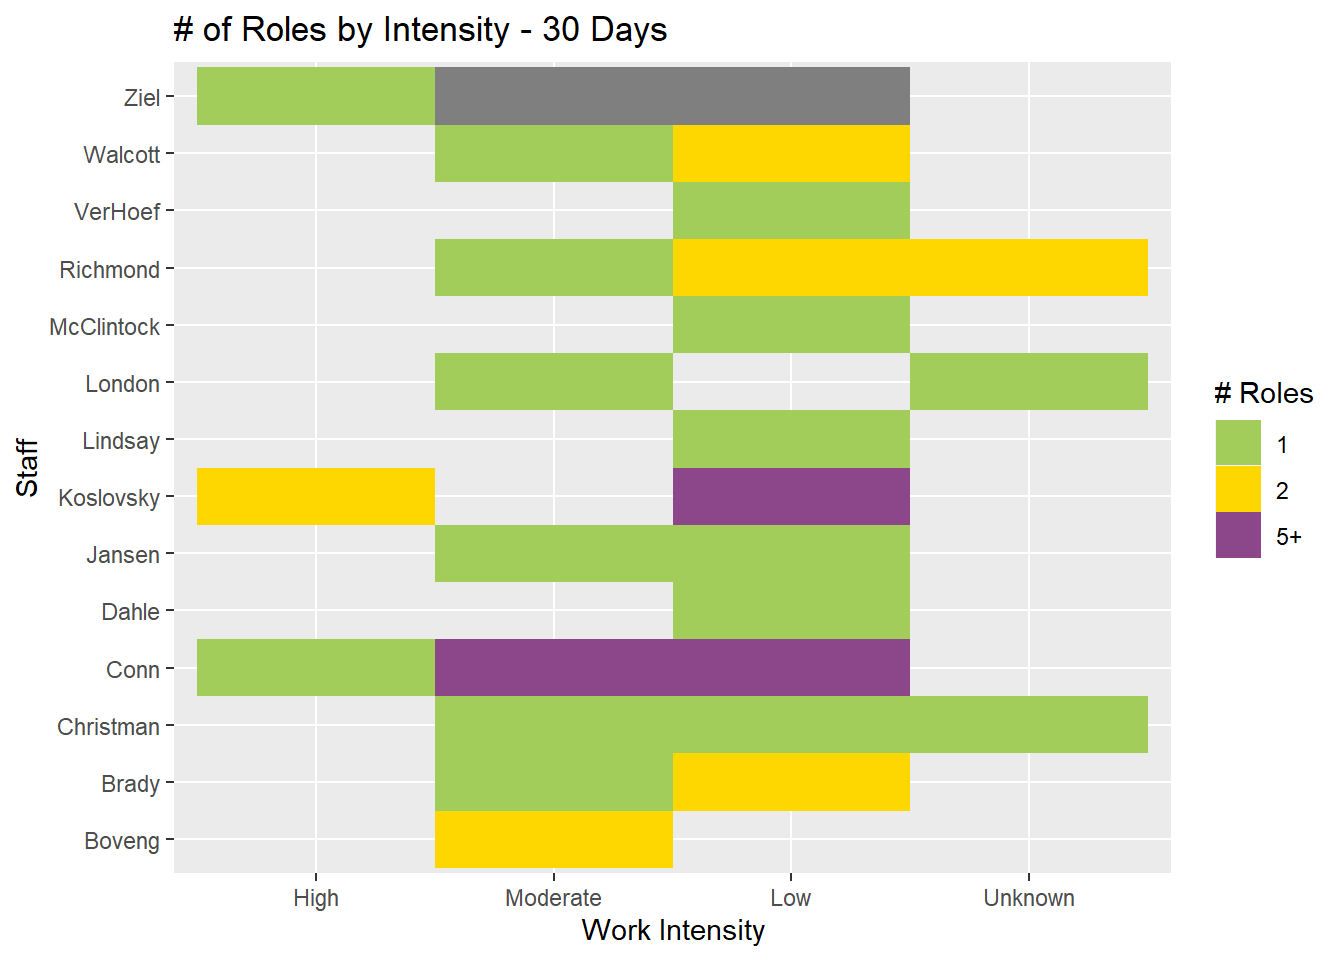 # of Roles by Intensity - 30 Days
Ziel
Walcott
VerHoef
Richmond
McClintock
London
Lindsay
Koslovsky
Jansen
Dahle
Conn
Christman
Brady
Boveng
Staff
High
Moderate
Low
Unknown
Work Intensity
# Roles
1
2
5+